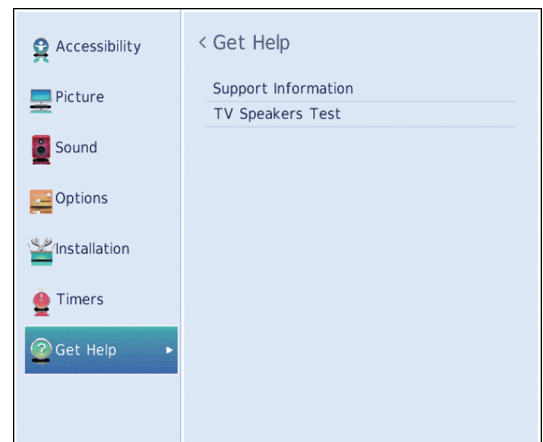 Accessibility
Picture
Sound
Options
Installation
Timers
Get Help
< Get Help
Support Information
TV Speakers Test